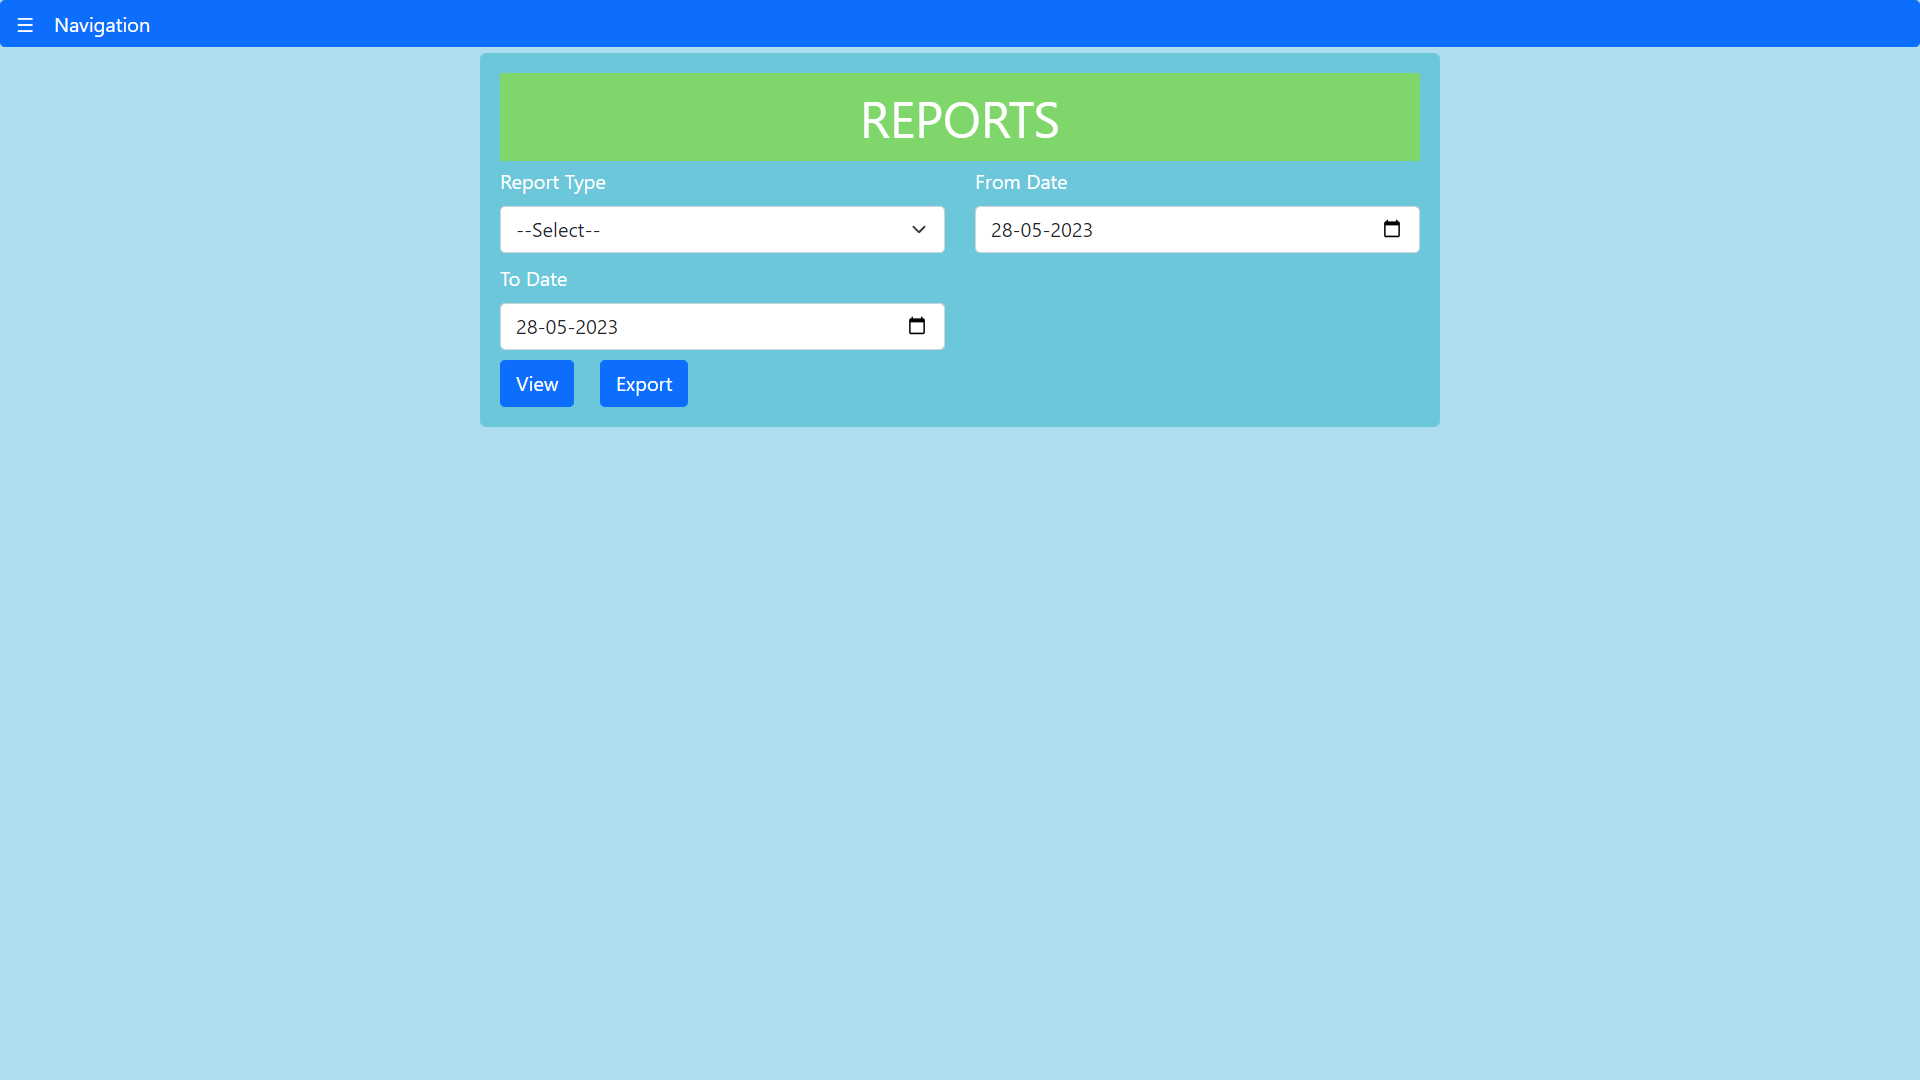 ☰ Navigation
REPORTS
Report Type
From Date
--Select--
28-05-2023
To Date
28-05-2023
View
Export